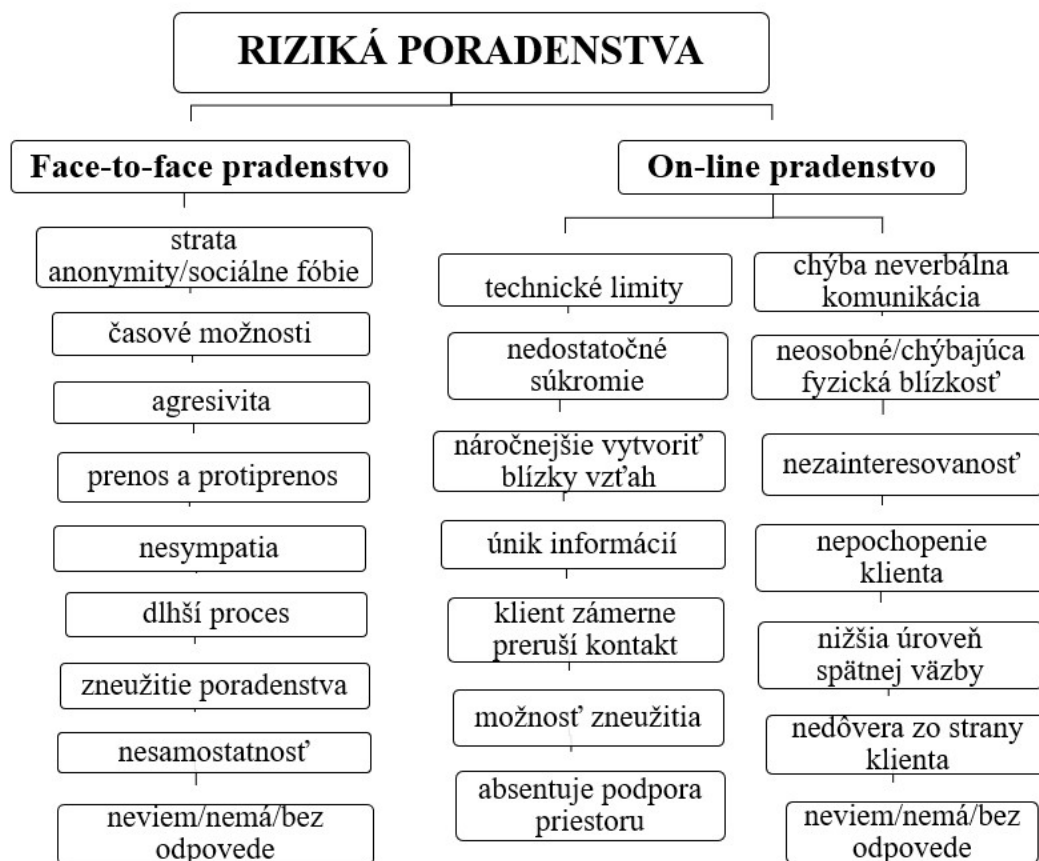 RIZIKÁ PORADENSTVA
Face-to-face pradenstvo
strata
anonymity/sociálne fóbie
časové možnosti
agresivita
prenos a protiprenos
nesympatia
dlhší proces
zneužitie poradenstva
nesamostatnosť
neviem/nemá/bez
odpovede
On-line pradenstvo
technické limity
nedostatočné
súkromie
náročnejšie vytvoriť
blízky vzťah
únik informácií
klient zámerne
preruší kontakt
možnosť zneužitia
absentuje podpora
priestoru
chýba neverbálna
komunikácia
neosobné/chýbajúca
fyzická blízkosť
nezainteresovanosť
nepochopenie
klienta
nižšia úroveň
spätnej väzby
nedôvera zo strany
klienta
neviem/nemá/bez
odpovede